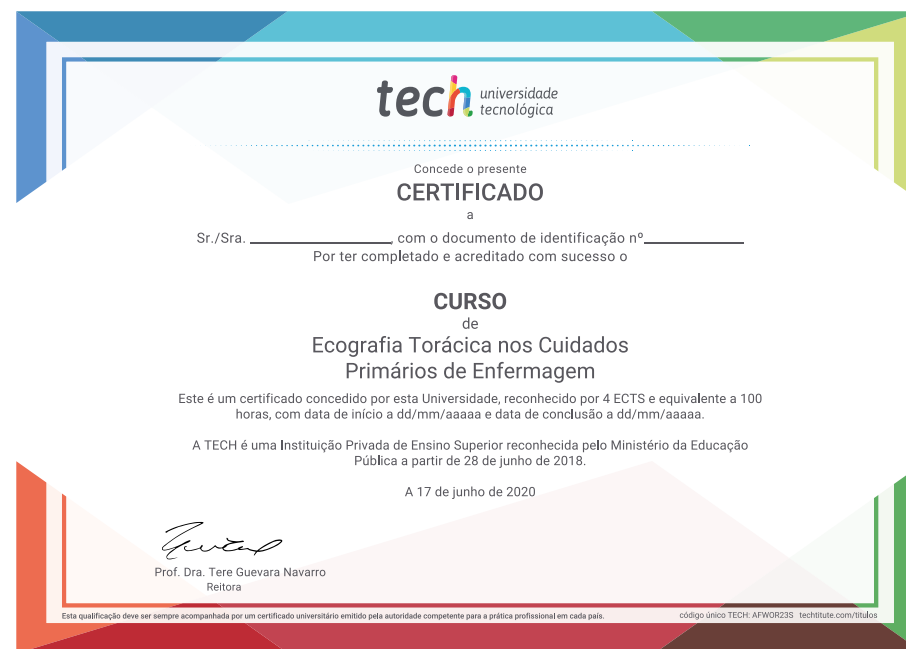 tech universidade
tecnológica
Concede o presente
CERTIFICADO
a
Sr./Sra. ____________________, com o documento de identificação nº______________
Por ter completado e acreditado com sucesso o
CURSO
de
Ecografia Torácica nos Cuidados
Primários de Enfermagem
Este é um certificado concedido por esta Universidade, reconhecido por 4 ECTS e equivalente a 100
horas, com data de início a dd/mm/aaaaa e data de conclusão a dd/mm/aaaaa.
A TECH é uma Instituição Privada de Ensino Superior reconhecida pelo Ministério da Educação
Pública a partir de 28 de junho de 2018.
A 17 de junho de 2020
Prof. Dra. Tere Guevara Navarro
Reitora
Esta qualificação deve ser sempre acompanhada por um certificado universitário emitido pela autoridade competente para a prática profissional em cada país.
código único TECH: AFWOR23S techtitute.com/titulos